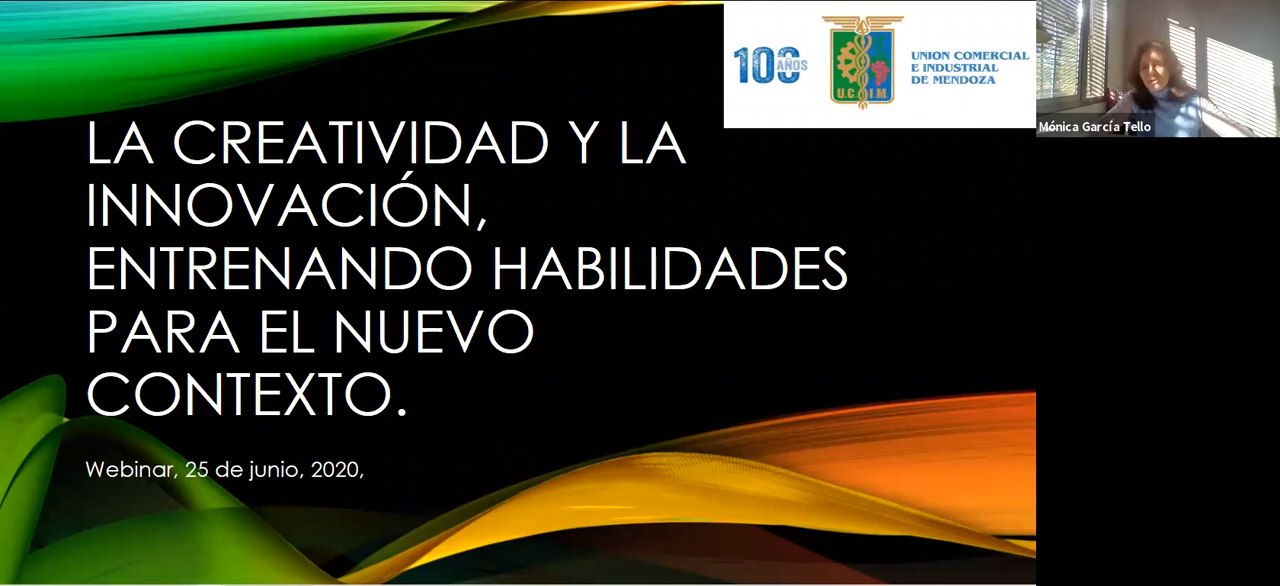 100 AÑOS
U.C.I.M.
UNION COMERCIAL
E INDUSTRIAL
DE MENDOZA
Mónica García Tello
LA CREATIVIDAD Y LA
INNOVACIÓN,
ENTRENANDO HABILIDADES
PARA EL NUEVO
CONTEXTO.
Webinar, 25 de junio, 2020,